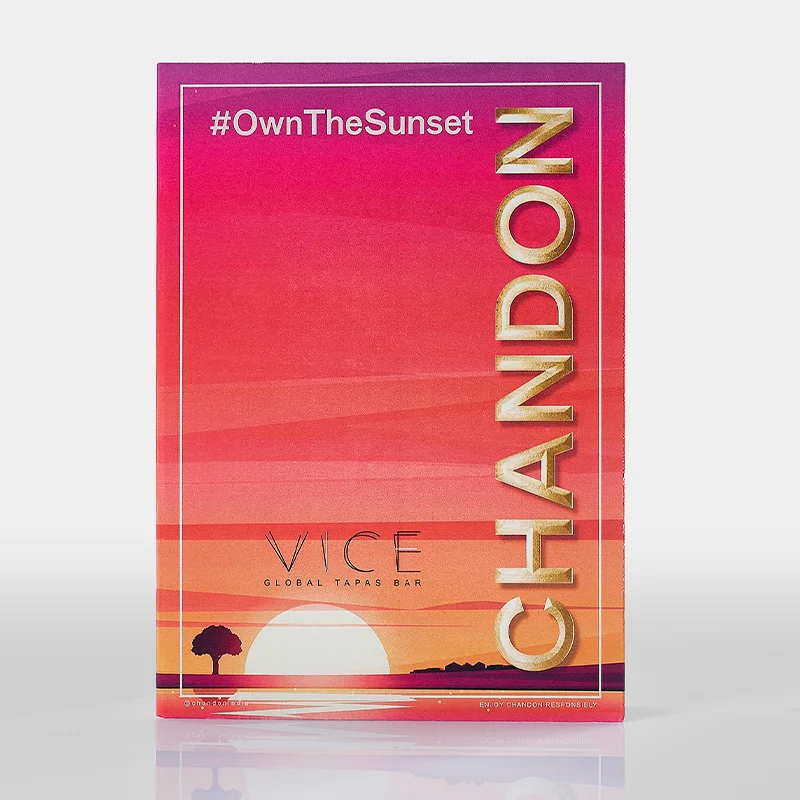 #OwnTheSunset
CHANDON
VICE
GLOBAL TAPAS BAR
@chandonindia
ENJOY CHANDON RESPONSIBLY